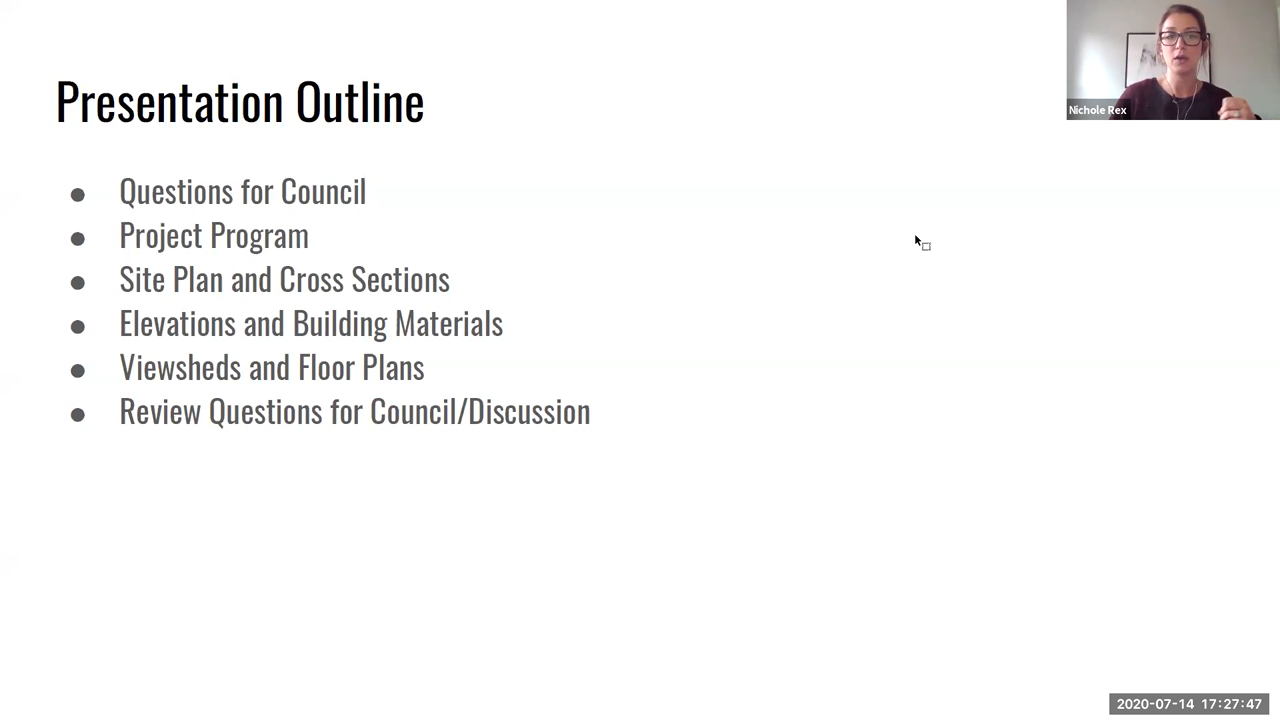 Presentation Outline
Nichole Rex
● Questions for Council
● Project Program
● Site Plan and Cross Sections
● Elevations and Building Materials
● Viewsheds and Floor Plans
● Review Questions for Council/Discussion
2020-07-14 17:27:47